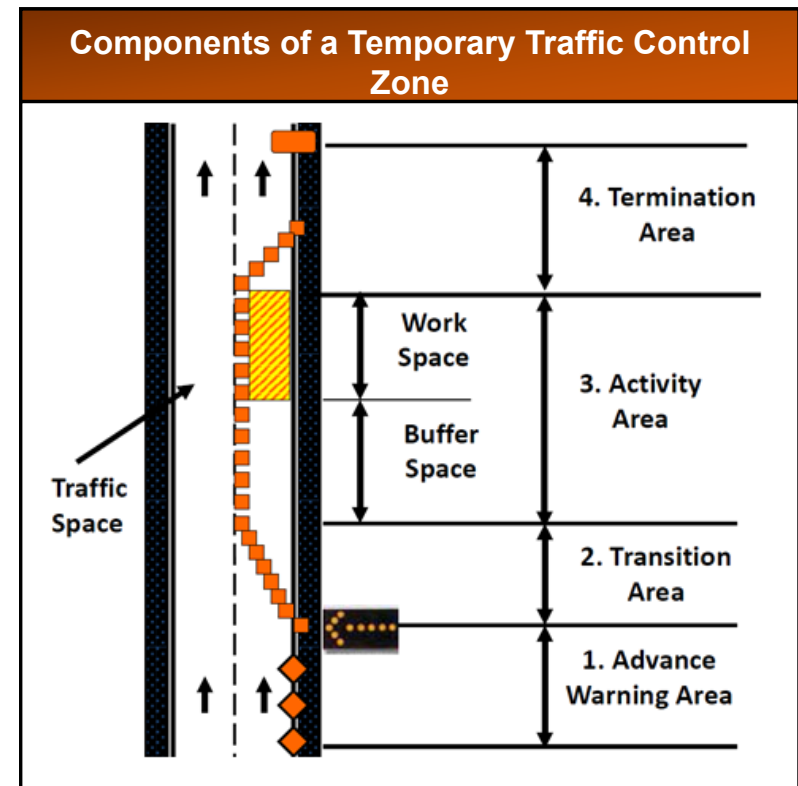 Components of a Temporary Traffic Control
Zone
4. Termination
Area
Work
Space
3. Activity
Area
Buffer
Space
Traffic
Space
2. Transition
Area
1. Advance
Warning Area